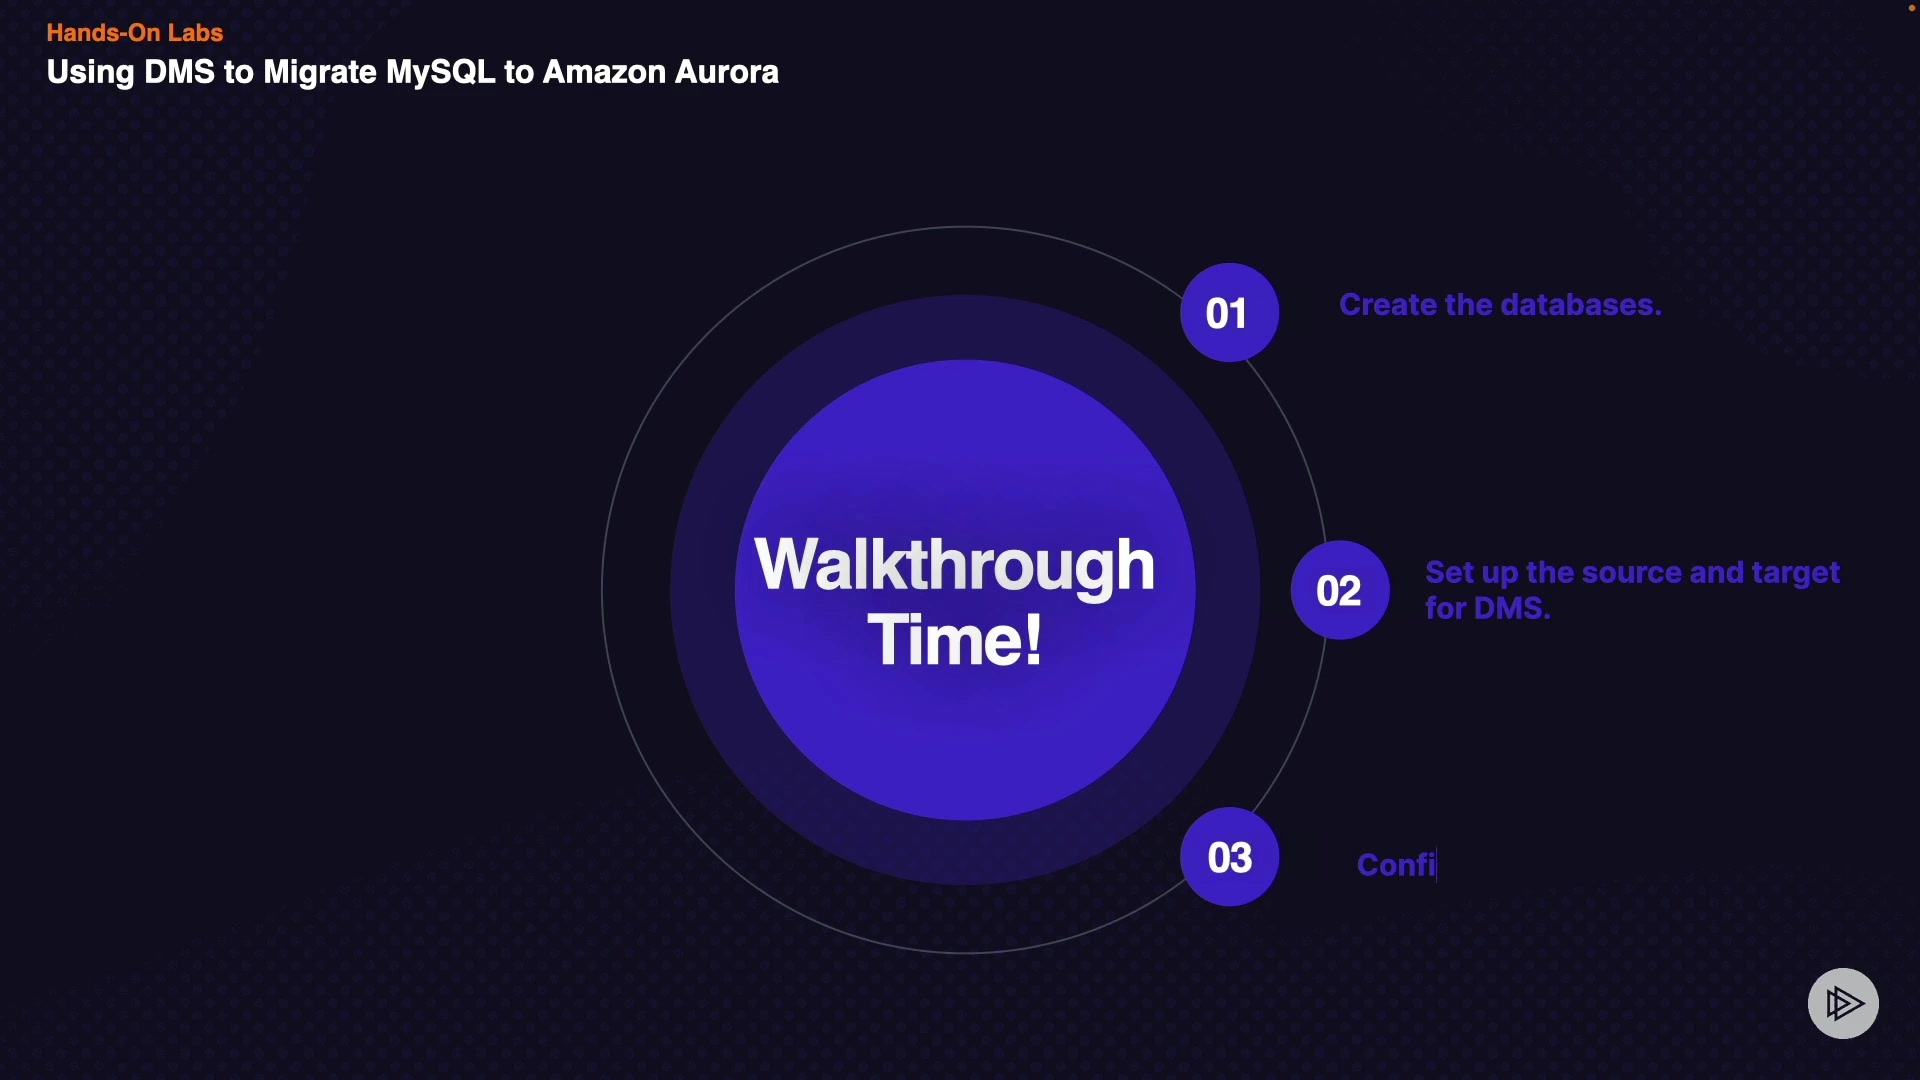 Hands-On Labs
Using DMS to Migrate MySQL to Amazon Aurora
01
Create the databases.
Walkthrough
Time!
02
Set up the source and target
for DMS.
03
Confi